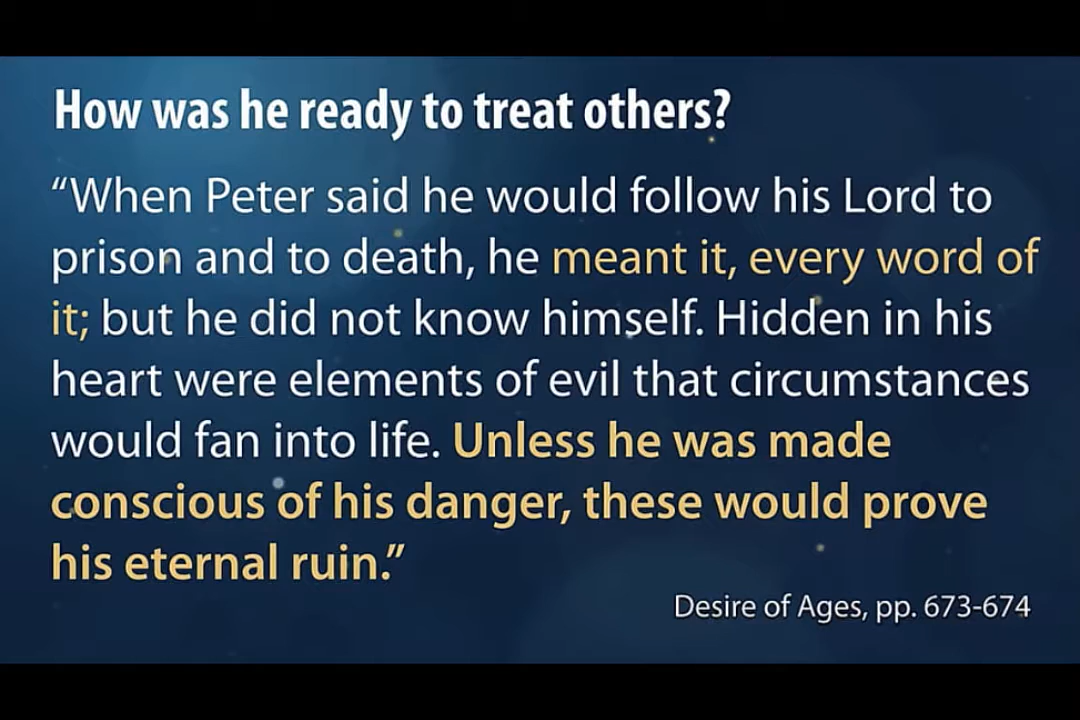 How was he ready to treat others?
“When Peter said he would follow his Lord to
prison and to death, he meant it, every word of
it; but he did not know himself. Hidden in his
heart were elements of evil that circumstances
would fan into life. Unless he was made
conscious of his danger, these would prove
his eternal ruin.”
Desire of Ages, pp. 673-674